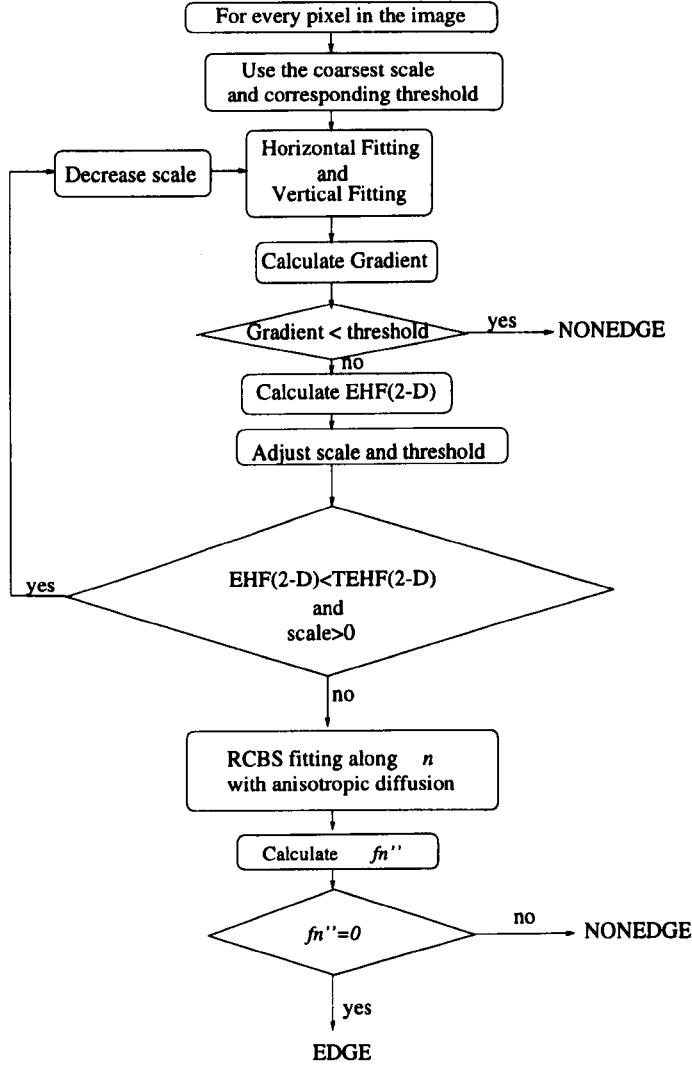 For every pixel in the image
Use the coarsest scale
and corresponding threshold
Decrease scale
Horizontal Fitting
and
Vertical Fitting
Calculate Gradient
Gradient < threshold
yes
NONEDGE
no
Calculate EHF(2-D)
Adjust scale and threshold
yes
EHF(2-D)<TEHF(2-D)
and
scale>0
no
RCBS fitting along n
with anisotropic diffusion
Calculate fn''
fn''=0
no
NONEDGE
yes
EDGE